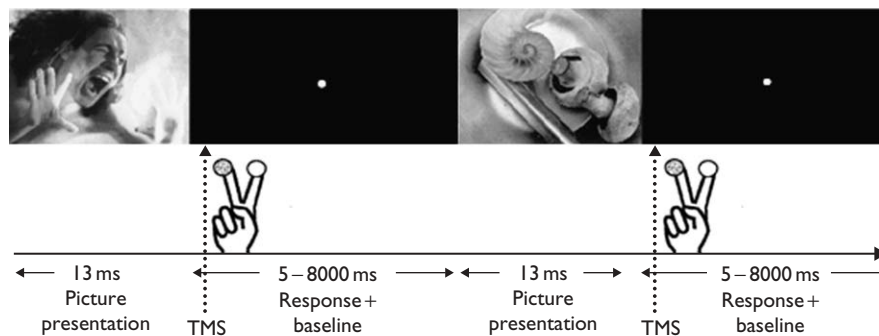 13 ms
Picture
presentation
TMS
5–8000 ms
Response+
baseline
13 ms
Picture
presentation
TMS
5–8000 ms
Response+
baseline